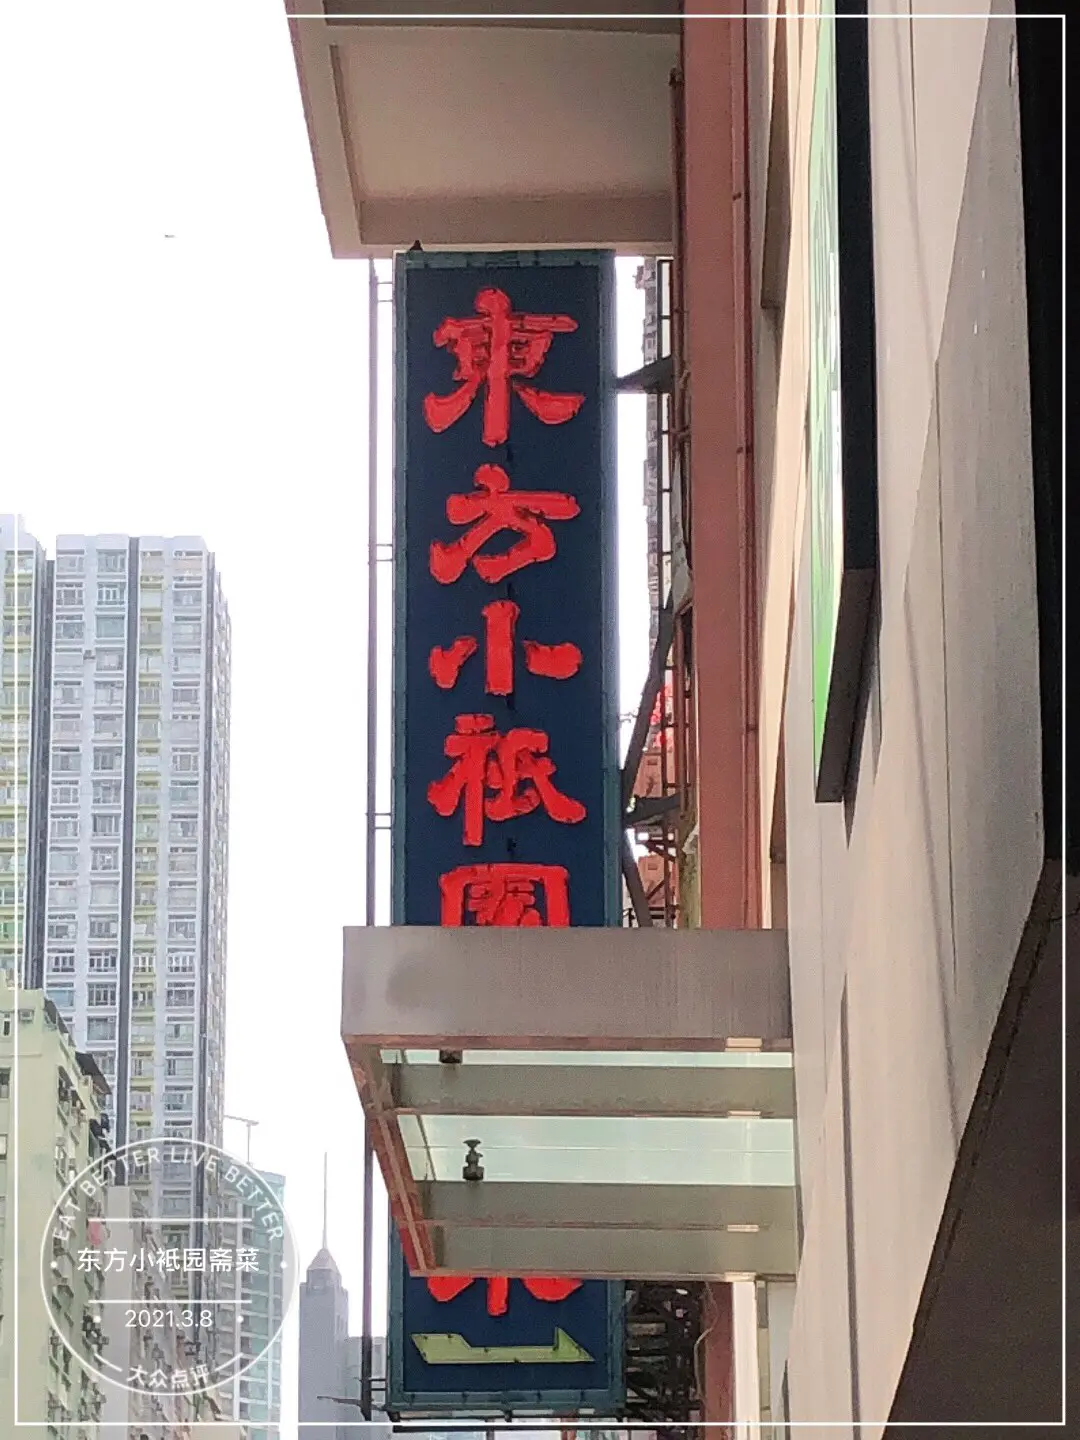 東方小祇園
EAT BETTER LIVE BETTER
东方小祇园斋菜
2021.3.8
大众点评